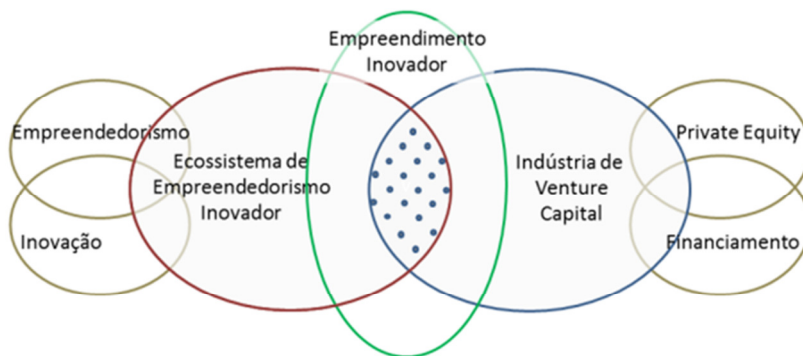 Empreendimento
Inovador
Empreendedorismo
Inovação
Ecossistema de
Empreendedorismo
Inovador
Indústria de
Venture
Capital
Private Equity
Financiamento